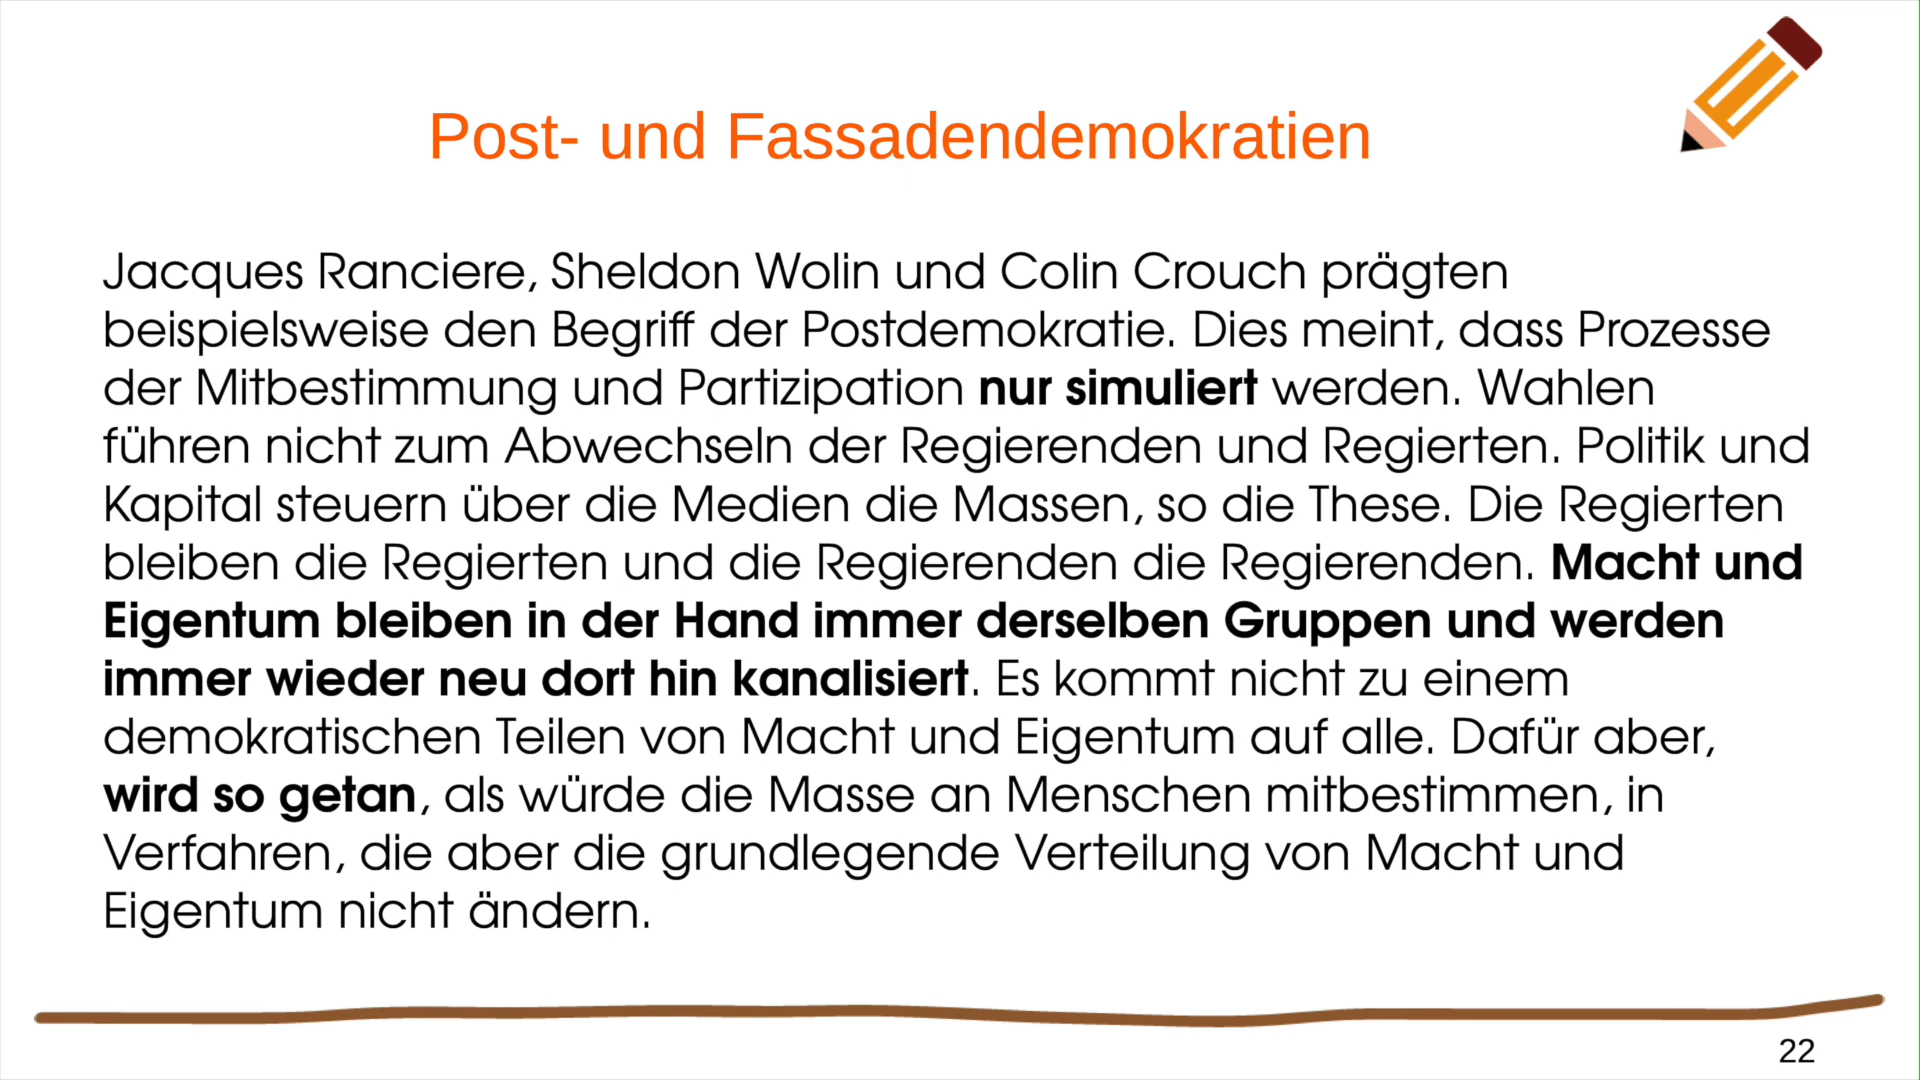 Post- und Fassadendemokratien
Jacques Ranciere, Sheldon Wolin und Colin Crouch prägten
beispielsweise den Begriff der Postdemokratie. Dies meint, dass Prozesse
der Mitbestimmung und Partizipation nur simuliert werden. Wahlen
führen nicht zum Abwechseln der Regierenden und Regierten. Politik und
Kapital steuern über die Medien die Massen, so die These. Die Regierten
bleiben die Regierten und die Regierenden die Regierenden. Macht und
Eigentum bleiben in der Hand immer derselben Gruppen und werden
immer wieder neu dort hin kanalisiert. Es kommt nicht zu einem
demokratischen Teilen von Macht und Eigentum auf alle. Dafür aber,
wird so getan, als würde die Masse an Menschen mitbestimmen, in
Verfahren, die aber die grundlegende Verteilung von Macht und
Eigentum nicht ändern.
22